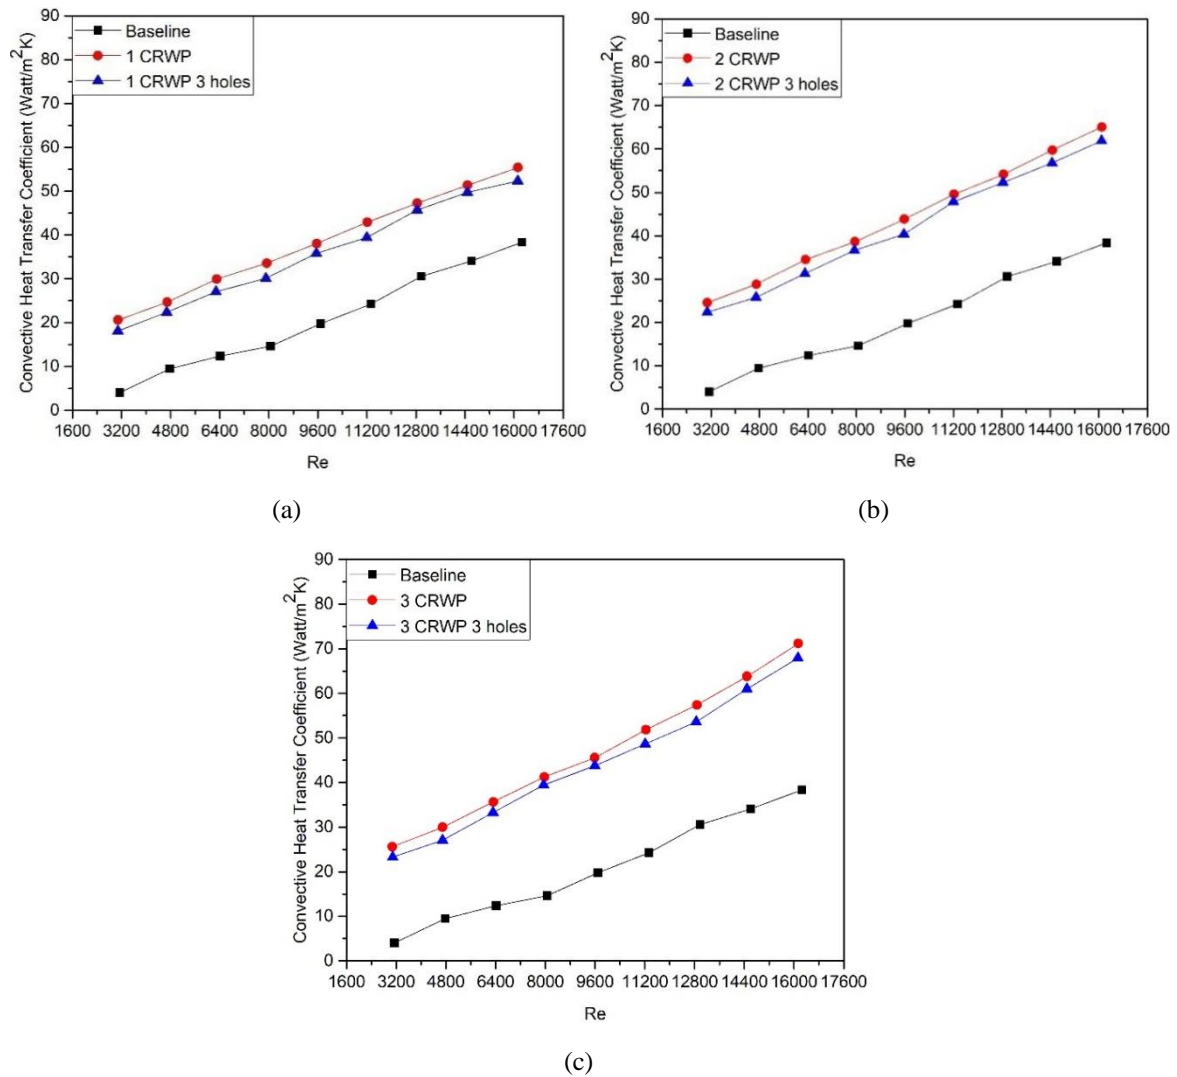 Convective Heat Transfer Coefficient (Watt/m²K)
90
80
70
60
50
40
30
20
10
0
Baseline
1 CRWP
1 CRWP 3 holes
1600 3200 4800 6400 8000 9600 11200 12800 14400 16000 17600
Re
(a)
Convective Heat Transfer Coefficient (Watt/m²K)
90
80
70
60
50
40
30
20
10
0
Baseline
2 CRWP
2 CRWP 3 holes
1600 3200 4800 6400 8000 9600 11200 12800 14400 16000 17600
Re
(b)
Convective Heat Transfer Coefficient (Watt/m²K)
90
80
70
60
50
40
30
20
10
0
Baseline
3 CRWP
3 CRWP 3 holes
1600 3200 4800 6400 8000 9600 11200 12800 14400 16000 17600
Re
(c)